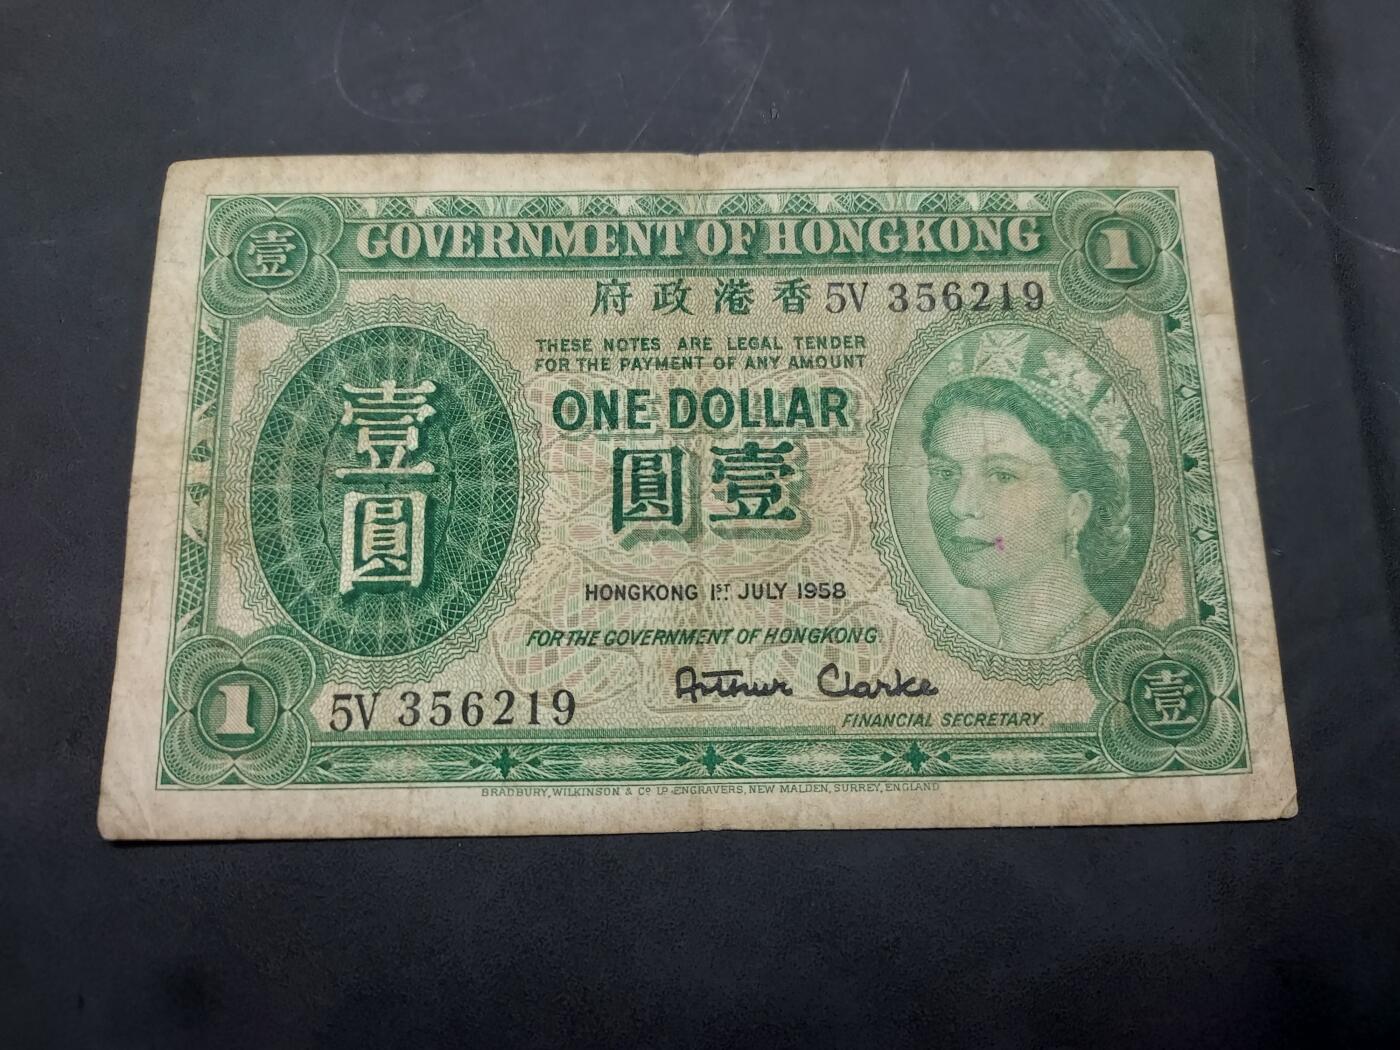 壹
GOVERNMENT OF HONGKONG
1
府政港香
5V 356219
THESE NOTES ARE LEGAL TENDER
FOR THE PAYMENT OF ANY AMOUNT
ONE DOLLAR
圓壹
壹
圓
HONGKONG 1ST JULY 1958
FOR THE GOVERNMENT OF HONGKONG
Arthur Clarke
FINANCIAL SECRETARY.
1
5V 356219
壹
BRADBURY, WILKINSON & Co LD ENGRAVERS, NEW MALDEN, SURREY, ENGLAND